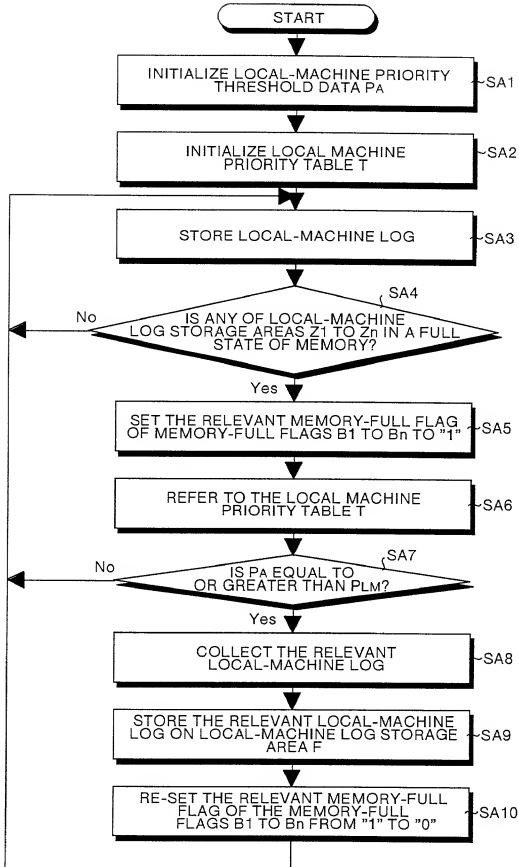 START
INITIALIZE LOCAL-MACHINE PRIORITY
THRESHOLD DATA PA
SA1
INITIALIZE LOCAL MACHINE
PRIORITY TABLE T
SA2
STORE LOCAL-MACHINE LOG
SA3
SA4
No
IS ANY OF LOCAL-MACHINE
LOG STORAGE AREAS Z1 TO Zn IN A FULL
STATE OF MEMORY?
Yes
SET THE RELEVANT MEMORY-FULL FLAG
OF MEMORY-FULL FLAGS B1 TO Bn TO "1"
SA5
REFER TO THE LOCAL MACHINE
PRIORITY TABLE T
SA6
SA7
No
IS PA EQUAL TO
OR GREATER THAN PLM?
Yes
COLLECT THE RELEVANT
LOCAL-MACHINE LOG
SA8
STORE THE RELEVANT LOCAL-MACHINE
LOG ON LOCAL-MACHINE LOG STORAGE
AREA F
SA9
RE-SET THE RELEVANT MEMORY-FULL
FLAG OF THE MEMORY-FULL
FLAGS B1 TO Bn FROM "1" TO "0"
SA10